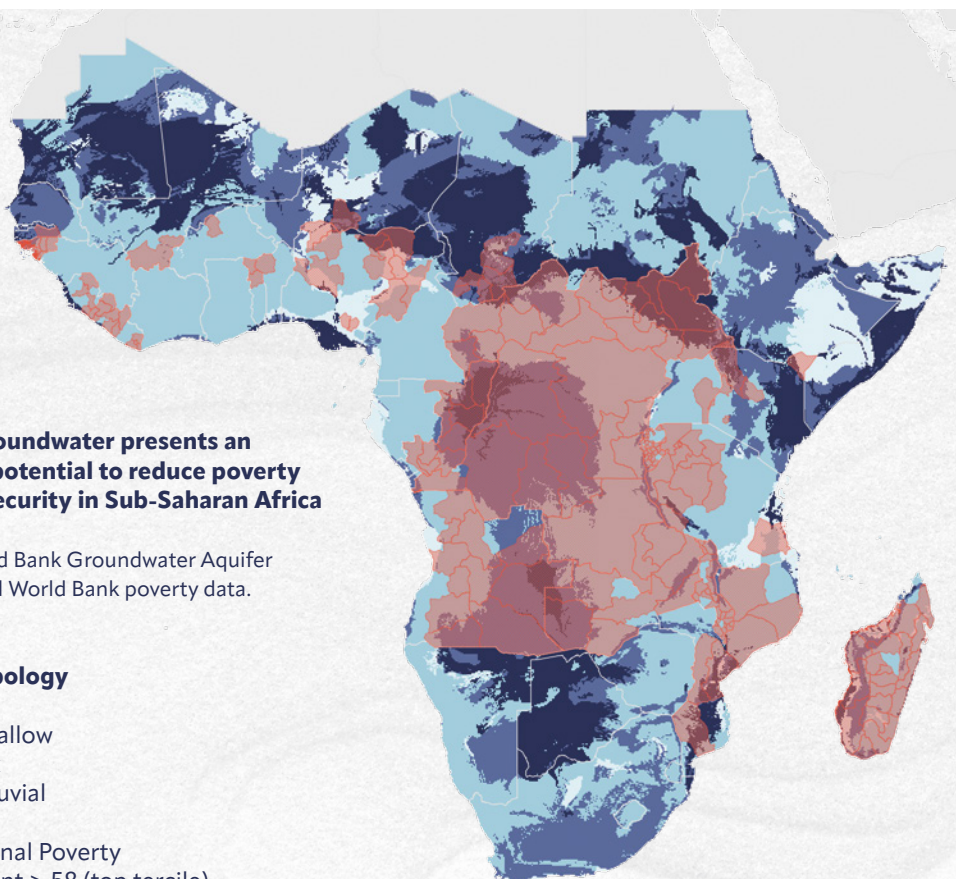 oundwater presents an
potential to reduce poverty
ecurity in Sub-Saharan Africa
d Bank Groundwater Aquifer
World Bank poverty data.
ology
allow
uvial
nal Poverty